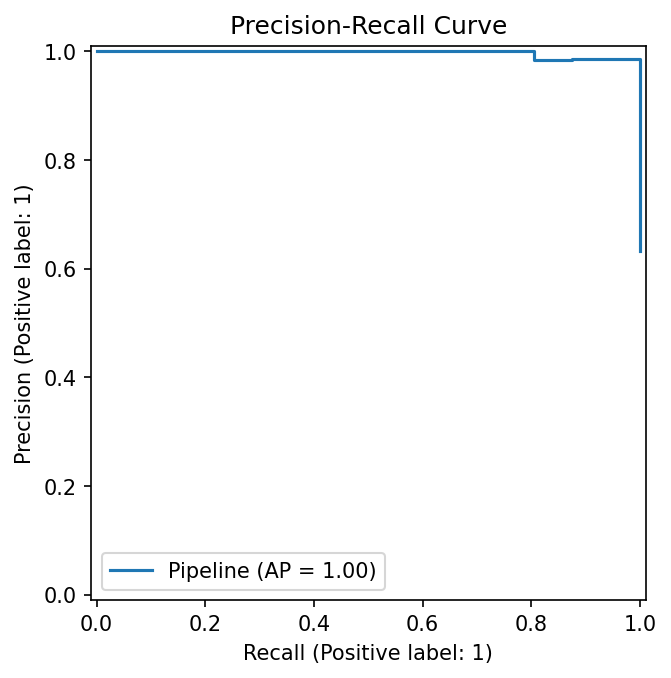 Precision-Recall Curve
1.0
0.8
0.6
0.4
0.2
0.0
Precision (Positive label: 1)
Pipeline (AP = 1.00)
0.0 0.2 0.4 0.6 0.8 1.0
Recall (Positive label: 1)